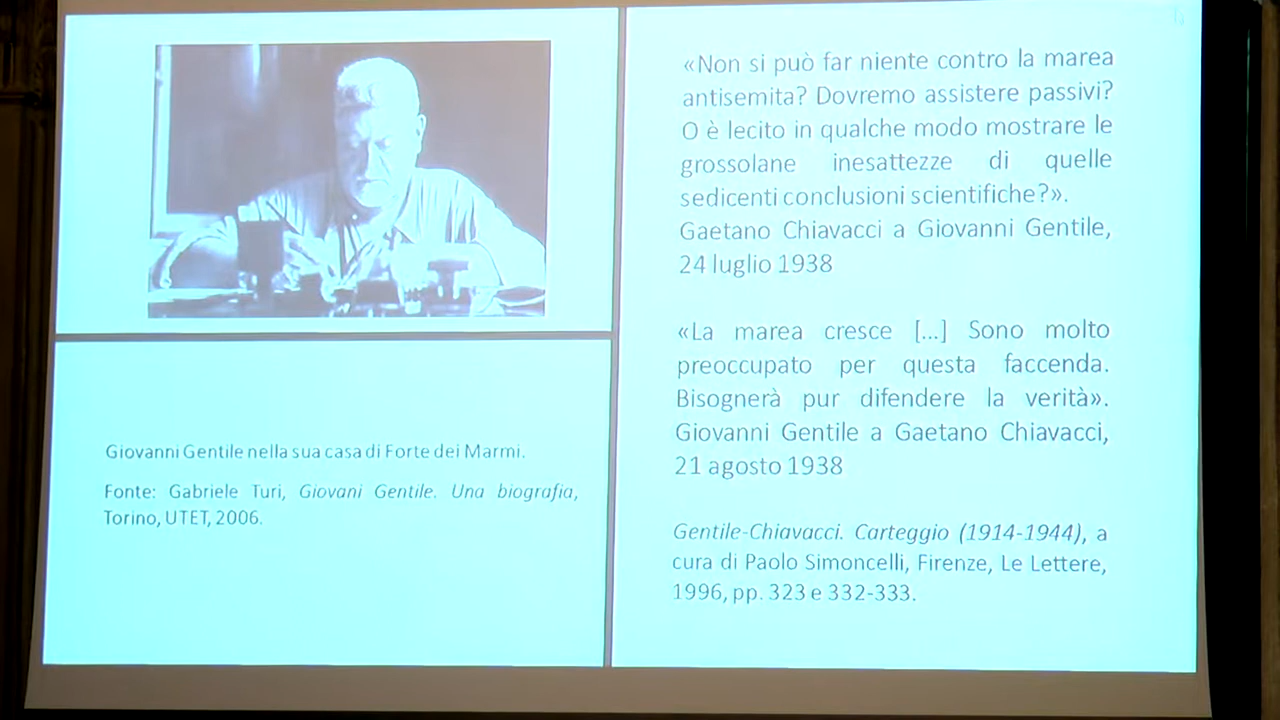 Giovanni Gentile nella sua casa di Forte dei Marmi.
Fonte: Gabriele Turi, Giovani Gentile. Una biografia,
Torino, UTET, 2006.
«Non si può far niente contro la marea
antisemita? Dovremo assistere passivi?
O è lecito in qualche modo mostrare le
grossolane inesattezze di quelle
sedicenti conclusioni scientifiche?».
Gaetano Chiavacci a Giovanni Gentile,
24 luglio 1938
«La marea cresce [...] Sono molto
preoccupato per questa faccenda.
Bisognerà pur difendere la verità».
Giovanni Gentile a Gaetano Chiavacci,
21 agosto 1938
Gentile-Chiavacci. Carteggio (1914-1944), a
cura di Paolo Simoncelli, Firenze, Le Lettere,
1996, pp. 323 e 332-333.